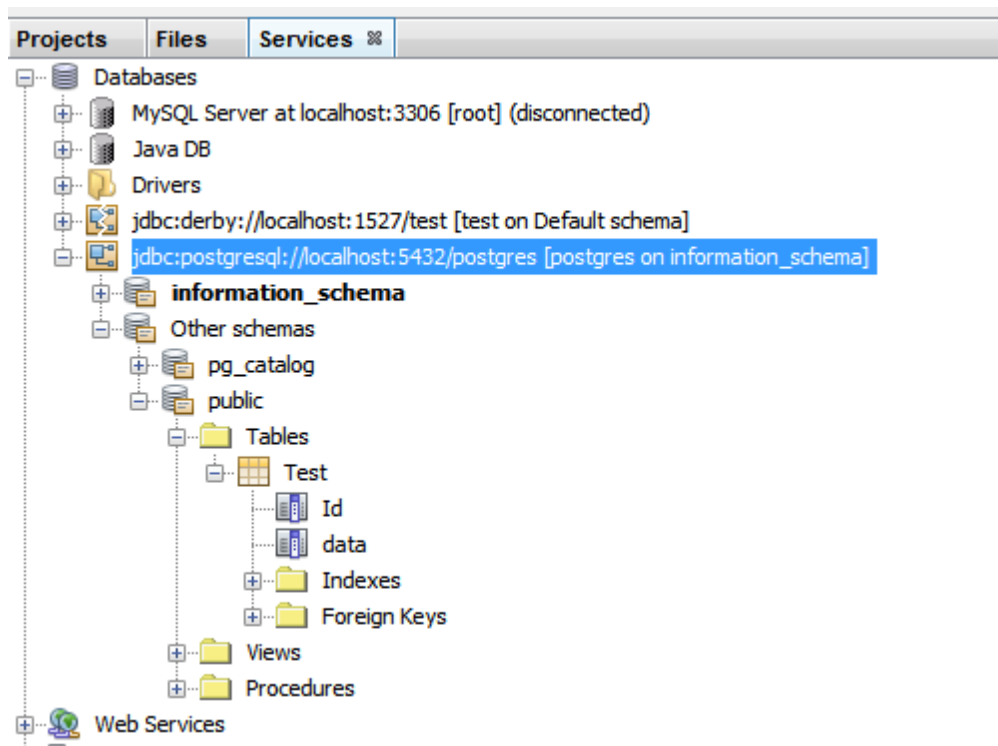 Projects Files Services
Databases
MySQL Server at localhost:3306 [root] (disconnected)
Java DB
Drivers
jdbc:derby://localhost:1527/test [test on Default schema]
jdbc:postgresql://localhost:5432/postgres [postgres on information_schema]
information_schema
Other schemas
pg_catalog
public
Tables
Test
Id
data
Indexes
Foreign Keys
Views
Procedures
Web Services